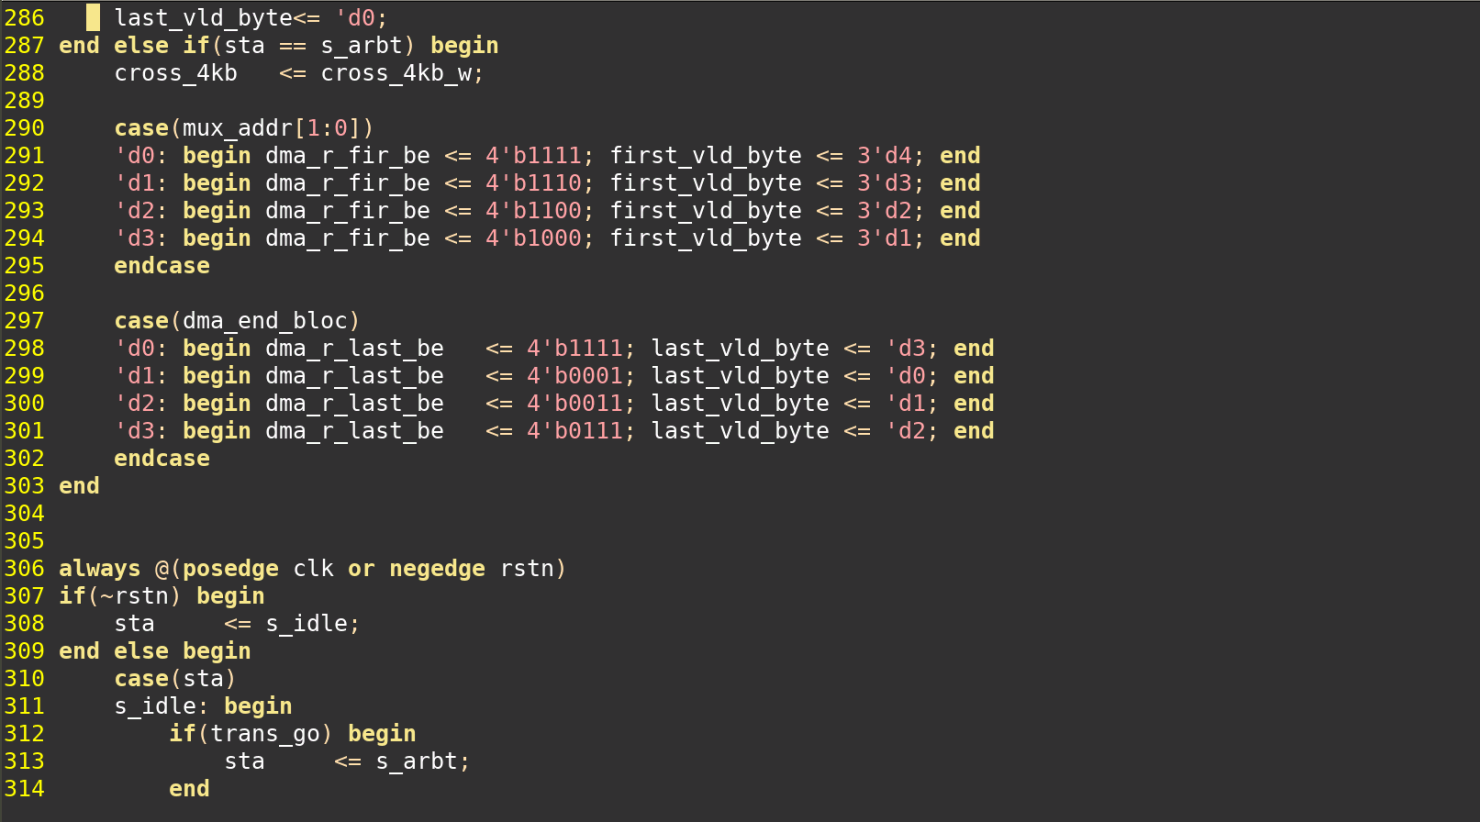 286     last_vld_byte<= 'd0;
287 end else if(sta == s_arbt) begin
288     cross_4kb   <= cross_4kb_w;
289
290     case(mux_addr[1:0])
291     'd0: begin dma_r_fir_be <= 4'b1111; first_vld_byte <= 3'd4; end
292     'd1: begin dma_r_fir_be <= 4'b1110; first_vld_byte <= 3'd3; end
293     'd2: begin dma_r_fir_be <= 4'b1100; first_vld_byte <= 3'd2; end
294     'd3: begin dma_r_fir_be <= 4'b1000; first_vld_byte <= 3'd1; end
295     endcase
296
297     case(dma_end_bloc)
298     'd0: begin dma_r_last_be   <= 4'b1111; last_vld_byte <= 'd3; end
299     'd1: begin dma_r_last_be   <= 4'b0001; last_vld_byte <= 'd0; end
300     'd2: begin dma_r_last_be   <= 4'b0011; last_vld_byte <= 'd1; end
301     'd3: begin dma_r_last_be   <= 4'b0111; last_vld_byte <= 'd2; end
302     endcase
303 end
304
305
306 always @(posedge clk or negedge rstn)
307 if(~rstn) begin
308     sta     <= s_idle;
309 end else begin
310     case(sta)
311     s_idle: begin
312         if(trans_go) begin
313             sta     <= s_arbt;
314         end